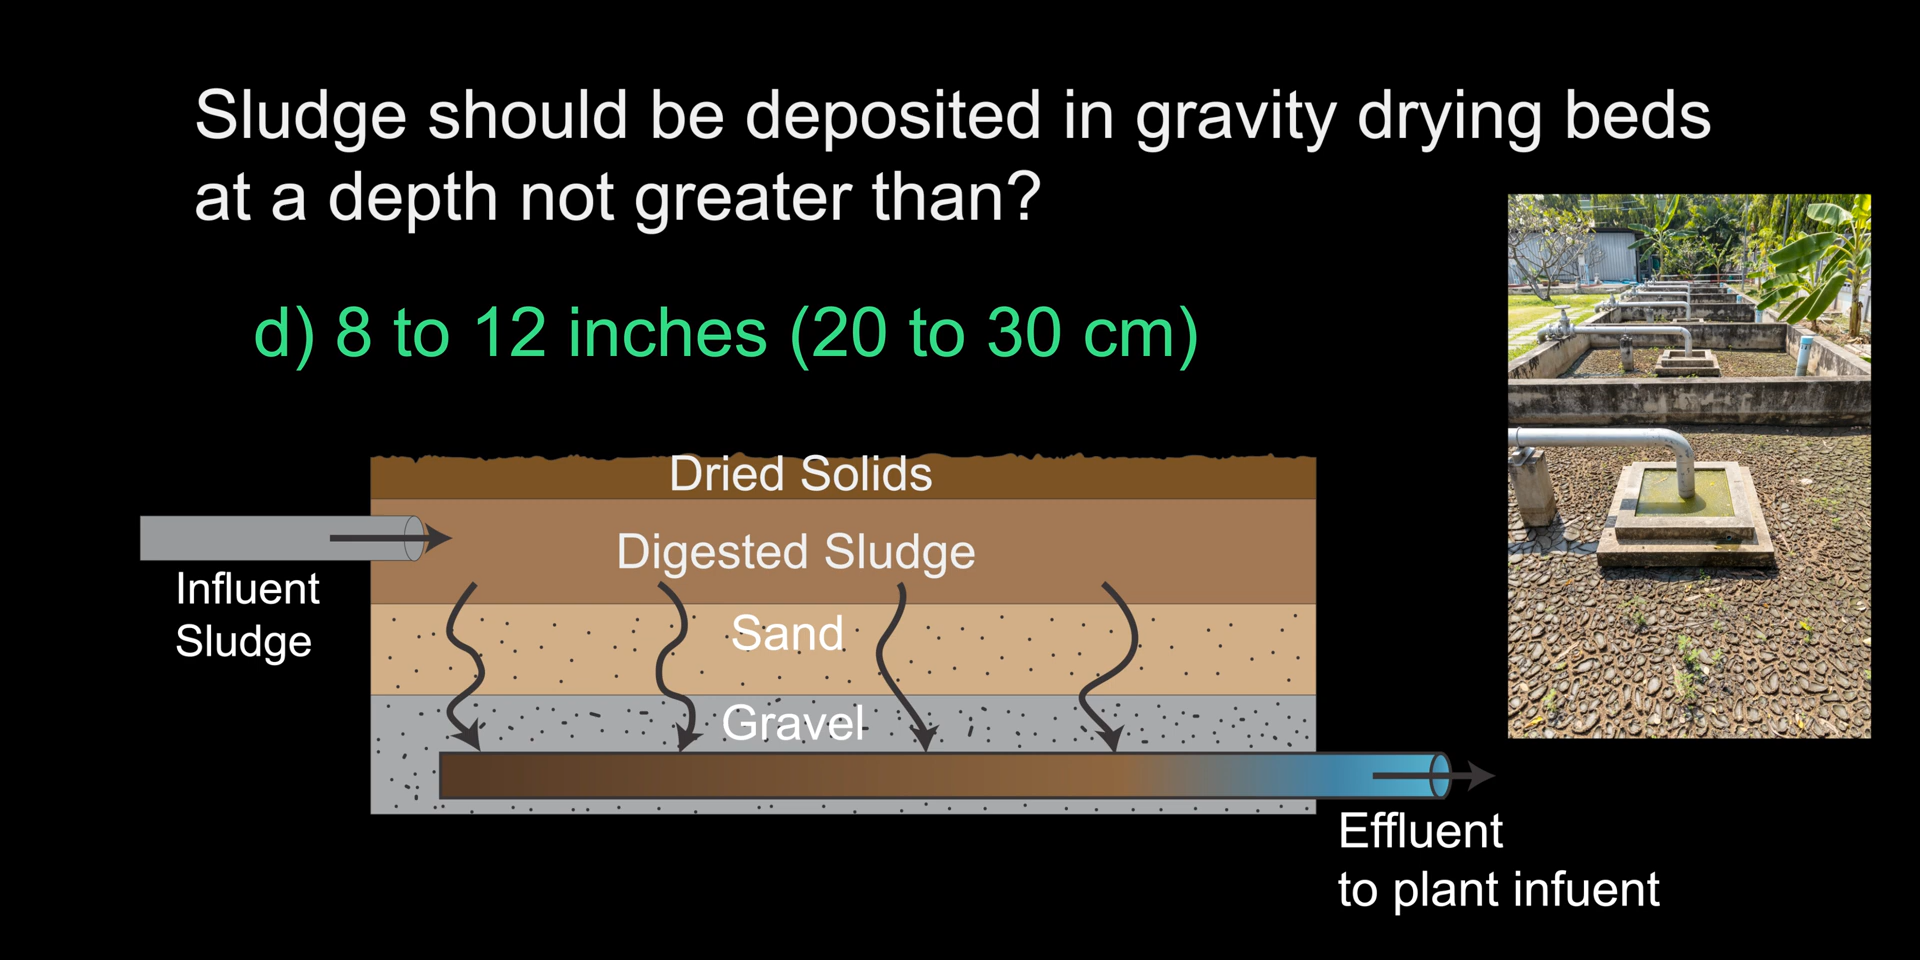 Sludge should be deposited in gravity drying beds
at a depth not greater than?
d) 8 to 12 inches (20 to 30 cm)
Dried Solids
Digested Sludge
Influent
Sludge
Sand
Gravel
Effluent
to plant infuent